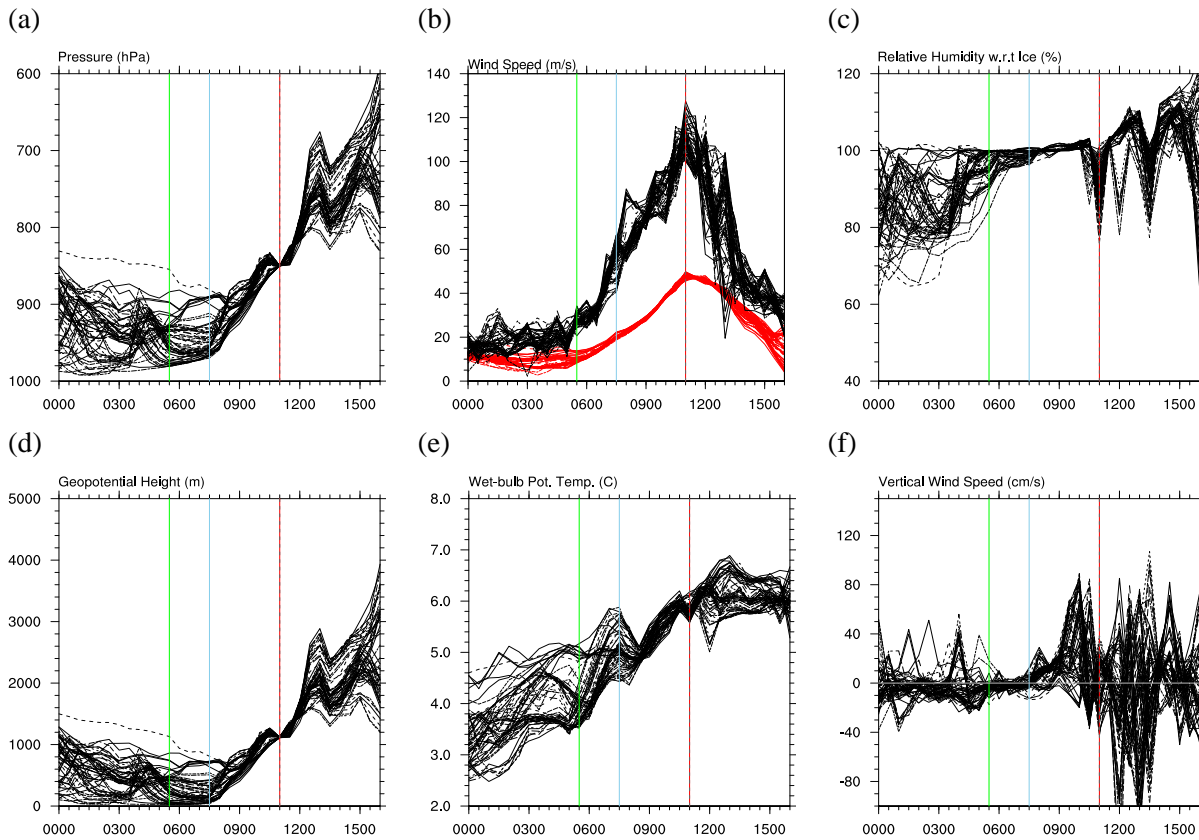 (a)
Pressure (hPa)
600
700
800
900
1000
0000 0300 0600 0900 1200 1500
(b)
Wind Speed (m/s)
140
120
100
80
60
40
20
0
0000 0300 0600 0900 1200 1500
(c)
Relative Humidity w.r.t Ice (%)
120
100
80
60
40
0000 0300 0600 0900 1200 1500
(d)
Geopotential Height (m)
5000
4000
3000
2000
1000
0
0000 0300 0600 0900 1200 1500
(e)
Wet-bulb Pot. Temp. (C)
8.0
7.0
6.0
5.0
4.0
3.0
2.0
0000 0300 0600 0900 1200 1500
(f)
Vertical Wind Speed (cm/s)
120
80
40
0
-40
-80
0000 0300 0600 0900 1200 1500